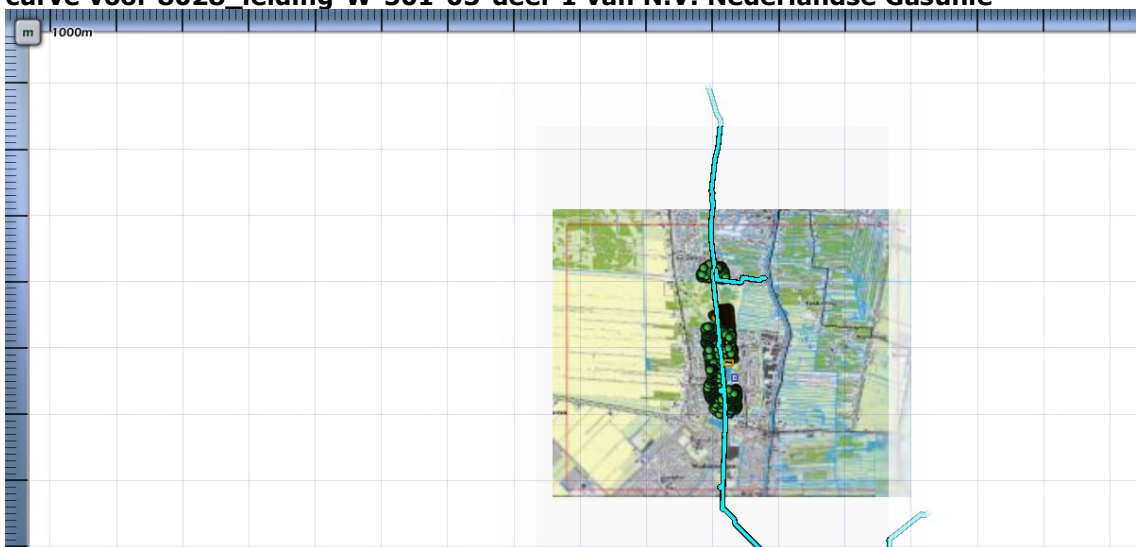 curve voor 8028_leiding-W-501-03-deel-1 van N.V. Nederlandse Gasunie
m
1000m